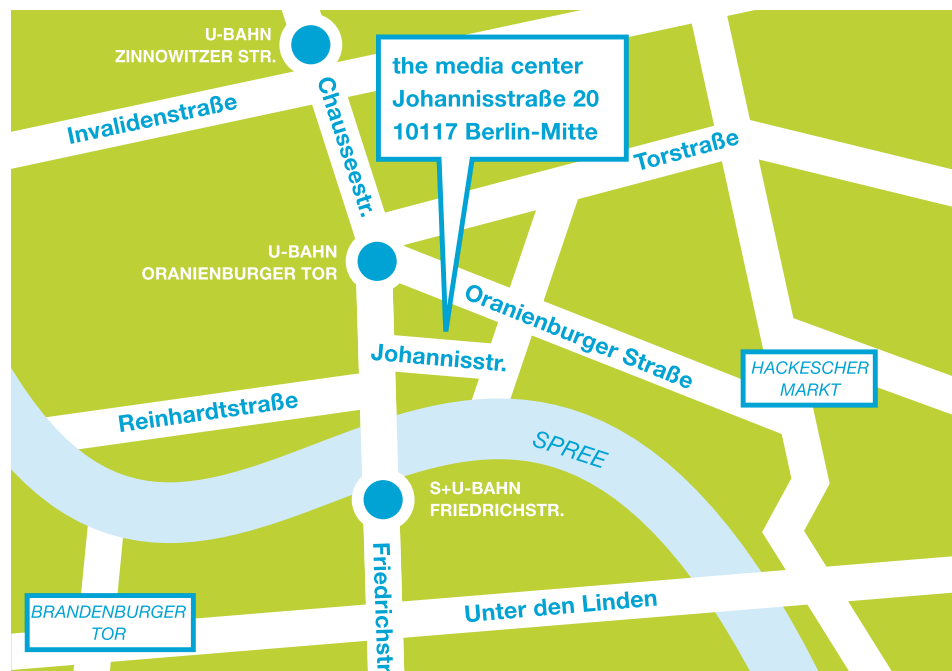 U-BAHN
ZINNOWITZER STR.
the media center
Johannisstraße 20
10117 Berlin-Mitte
Invalidenstraße
Chausseestr.
Torstraße
U-BAHN
ORANIENBURGER TOR
Oranienburger Straße
Johannisstr.
HACKESCHER
MARKT
Reinhardtstraße
SPREE
S+U-BAHN
FRIEDRICHSTR.
Friedrichstr
Unter den Linden
BRANDENBURGER
TOR